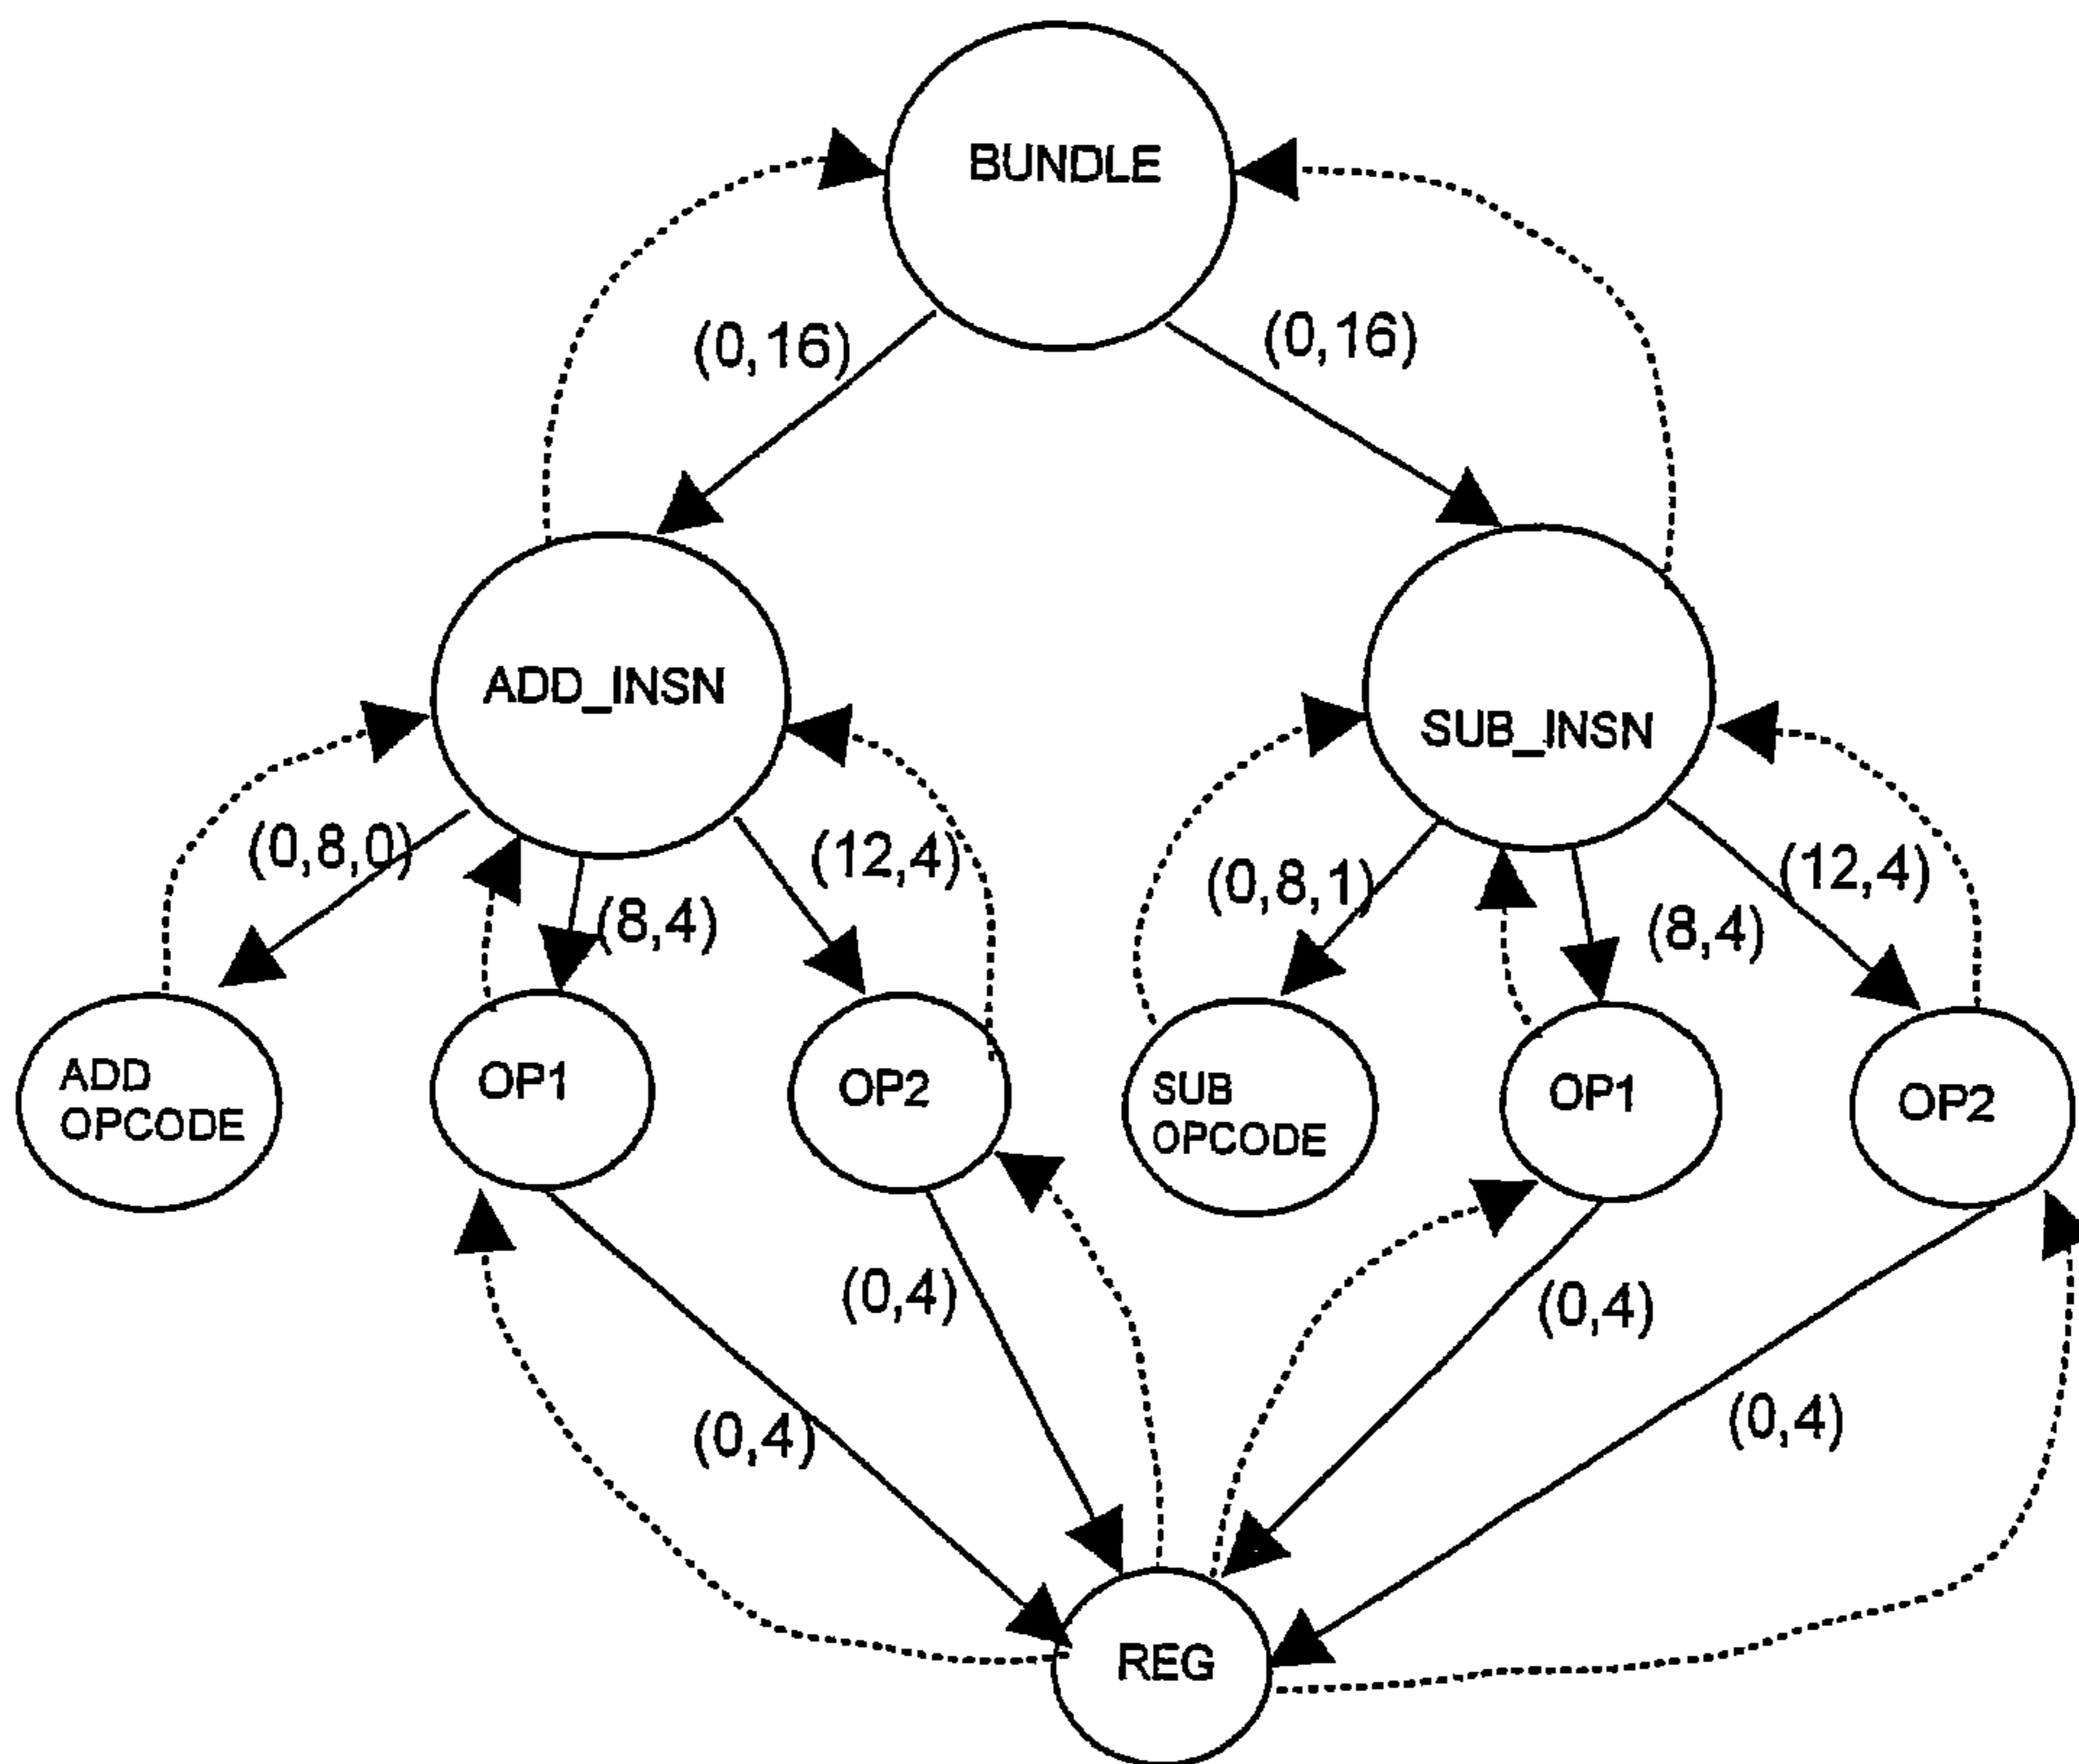 BUNDLE
(0,16)
(0,16)
ADD_INSN
SUB_INSN
(0,8,0)
(8,4)
(12,4)
(0,8,1)
(8,4)
(12,4)
ADD
OPCODE
OP1
OP2
SUB
OPCODE
OP1
OP2
(0,4)
(0,4)
(0,4)
(0,4)
REG